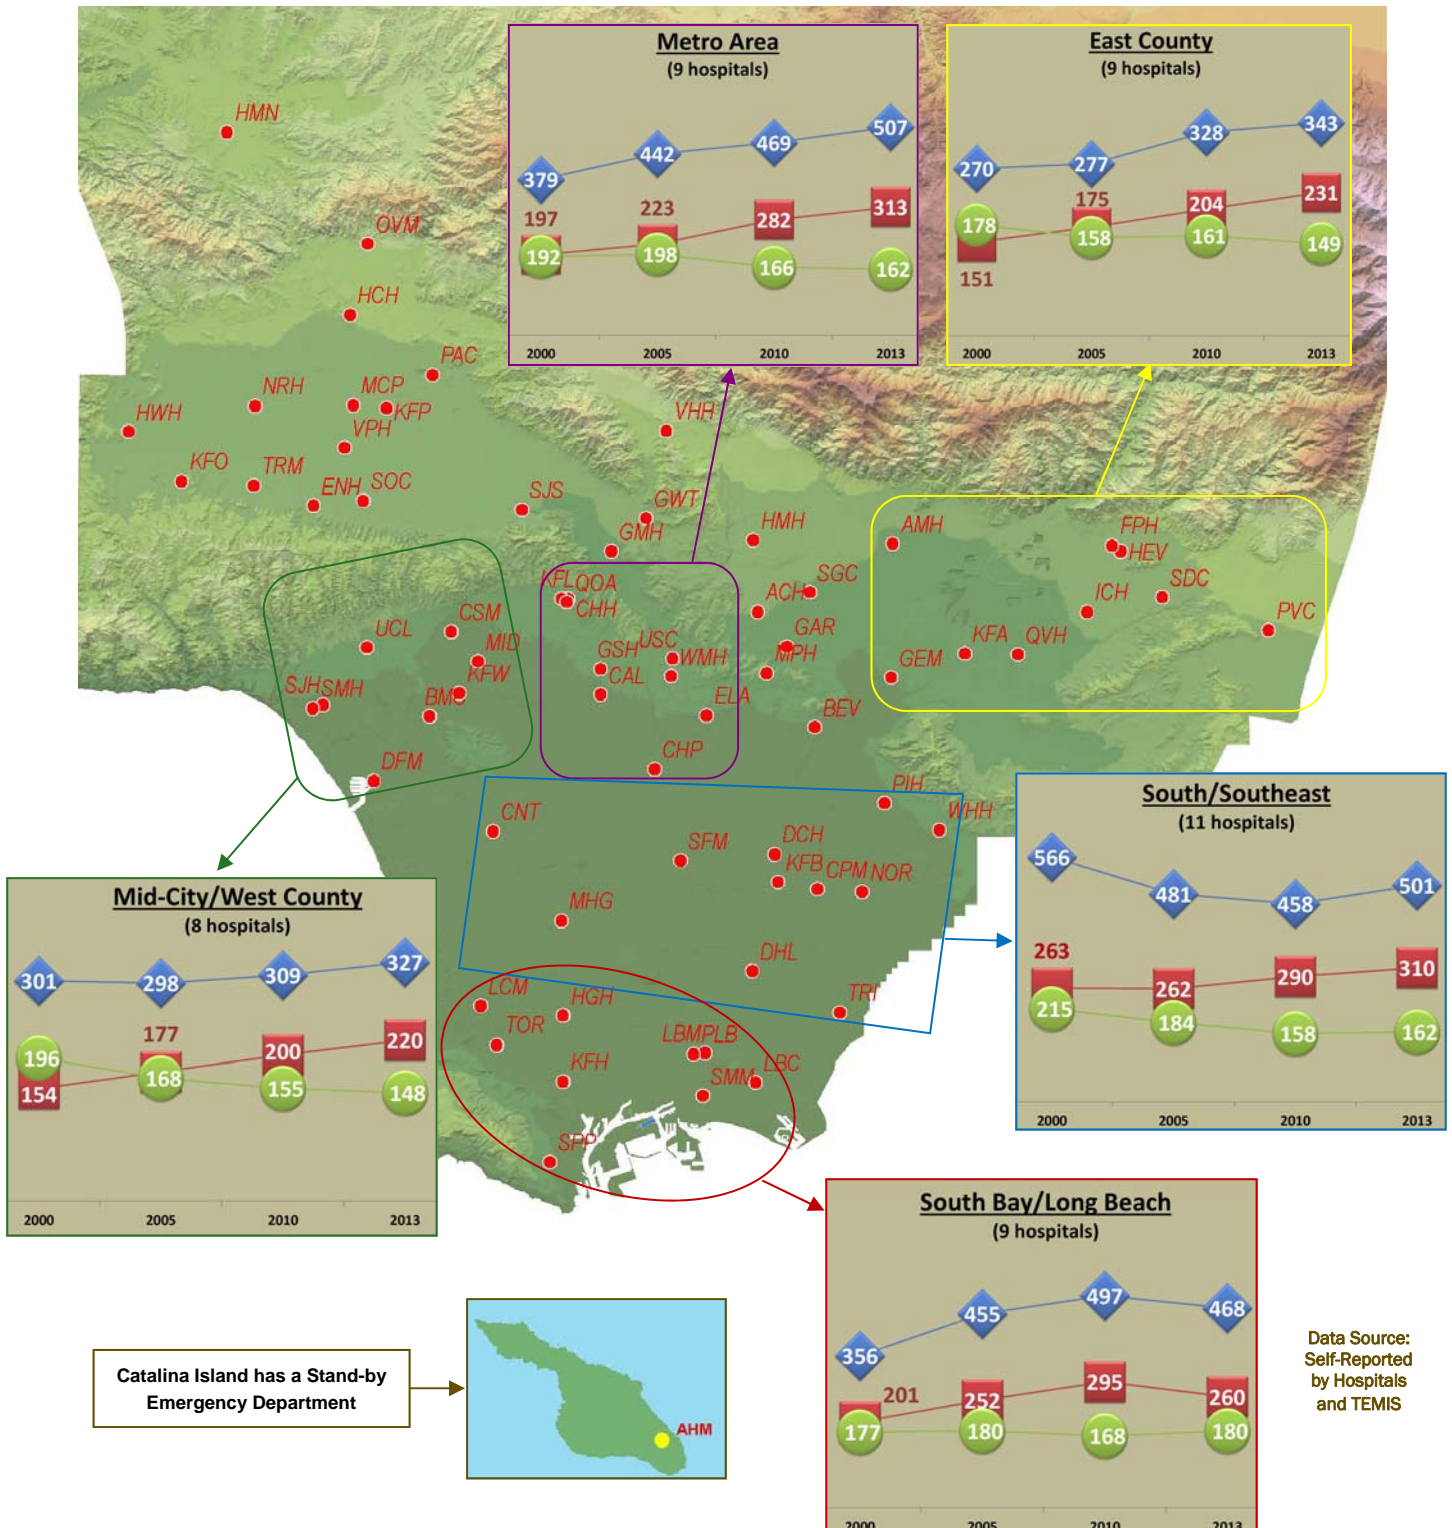 Metro Area
(9 hospitals)
379
442
469
507
197
223
282
313
192
198
166
162
2000
2005
2010
2013
East County
(9 hospitals)
270
277
328
343
175
204
231
178
158
161
149
151
2000
2005
2010
2013
HMN
OVM
HCH
PAC
NRH
MCP
KFP
HWH
VPH
VHH
KFO
TRM
ENH
SOC
SJS
GWT
GMH
HMH
AMH
FPH
HEV
KFL
QOA
CHH
SGC
ACH
ICH
SDC
PVC
CSM
UCL
MID
GSH
USC
WMH
GAR
MPH
KFA
QVH
GEM
SJH
SMH
KFW
BMC
CAL
ELA
BEV
DFM
CHP
PIH
WHH
CNT
SFM
DCH
KFB
CPM
NOR
MHG
DHL
LCM
HGH
TRI
TOR
LBM
PLB
KFH
SMM
LBC
SPP
South/Southeast
(11 hospitals)
566
481
458
501
263
262
290
310
215
184
158
162
2000
2005
2010
2013
Mid-City/West County
(8 hospitals)
301
298
309
327
177
200
220
196
168
155
148
154
2000
2005
2010
2013
South Bay/Long Beach
(9 hospitals)
356
455
497
468
201
252
295
260
177
180
168
180
2000
2005
2010
2013
Catalina Island has a Stand-by
Emergency Department
AHM
Data Source:
Self-Reported
by Hospitals
and TEMIS